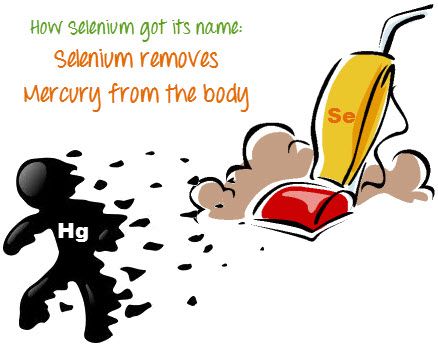 How Selenium got its name:
Selenium removes
Mercury from the body
Se
Hg